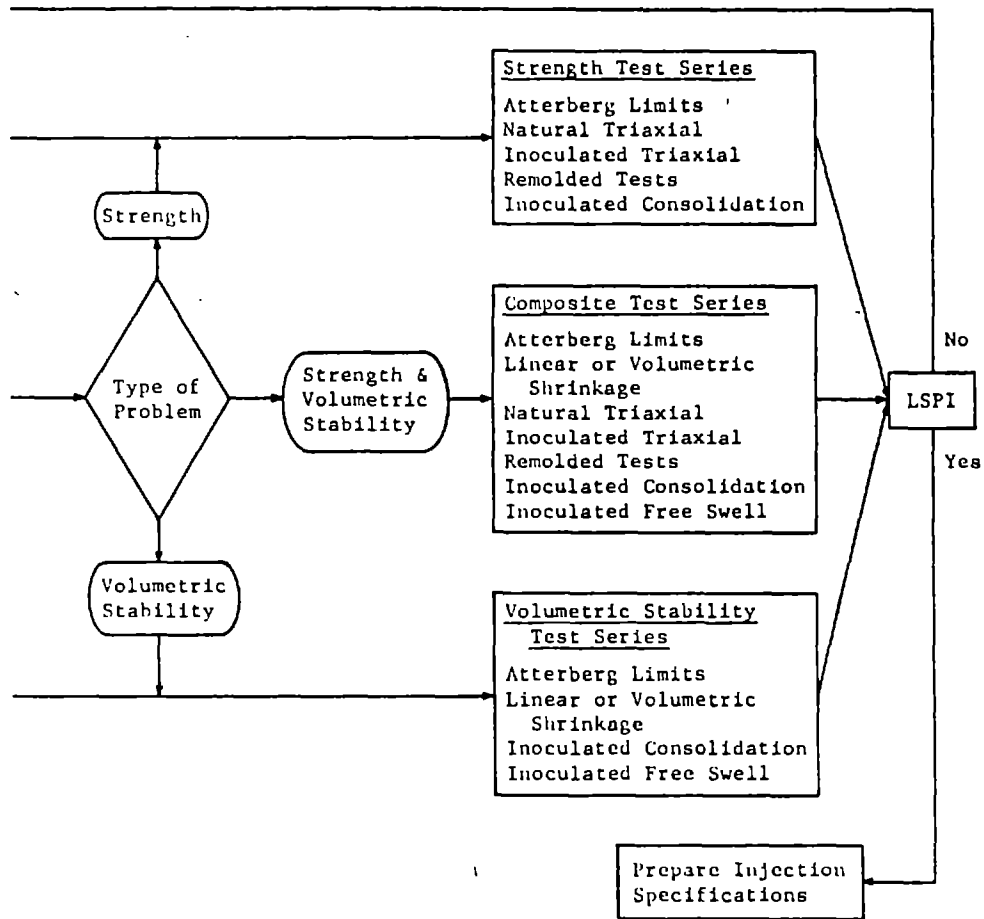 Strength Test Series
Atterberg Limits
Natural Triaxial
Inoculated Triaxial
Remolded Tests
Inoculated Consolidation
Strength
Composite Test Series
Atterberg Limits
Linear or Volumetric
Shrinkage
Natural Triaxial
Inoculated Triaxial
Remolded Tests
Inoculated Consolidation
Inoculated Free Swell
Type of
Problem
Strength &
Volumetric
Stability
No
LSPI
Yes
Volumetric
Stability
Volumetric Stability
Test Series
Atterberg Limits
Linear or Volumetric
Shrinkage
Inoculated Consolidation
Inoculated Free Swell
Prepare Injection
Specifications